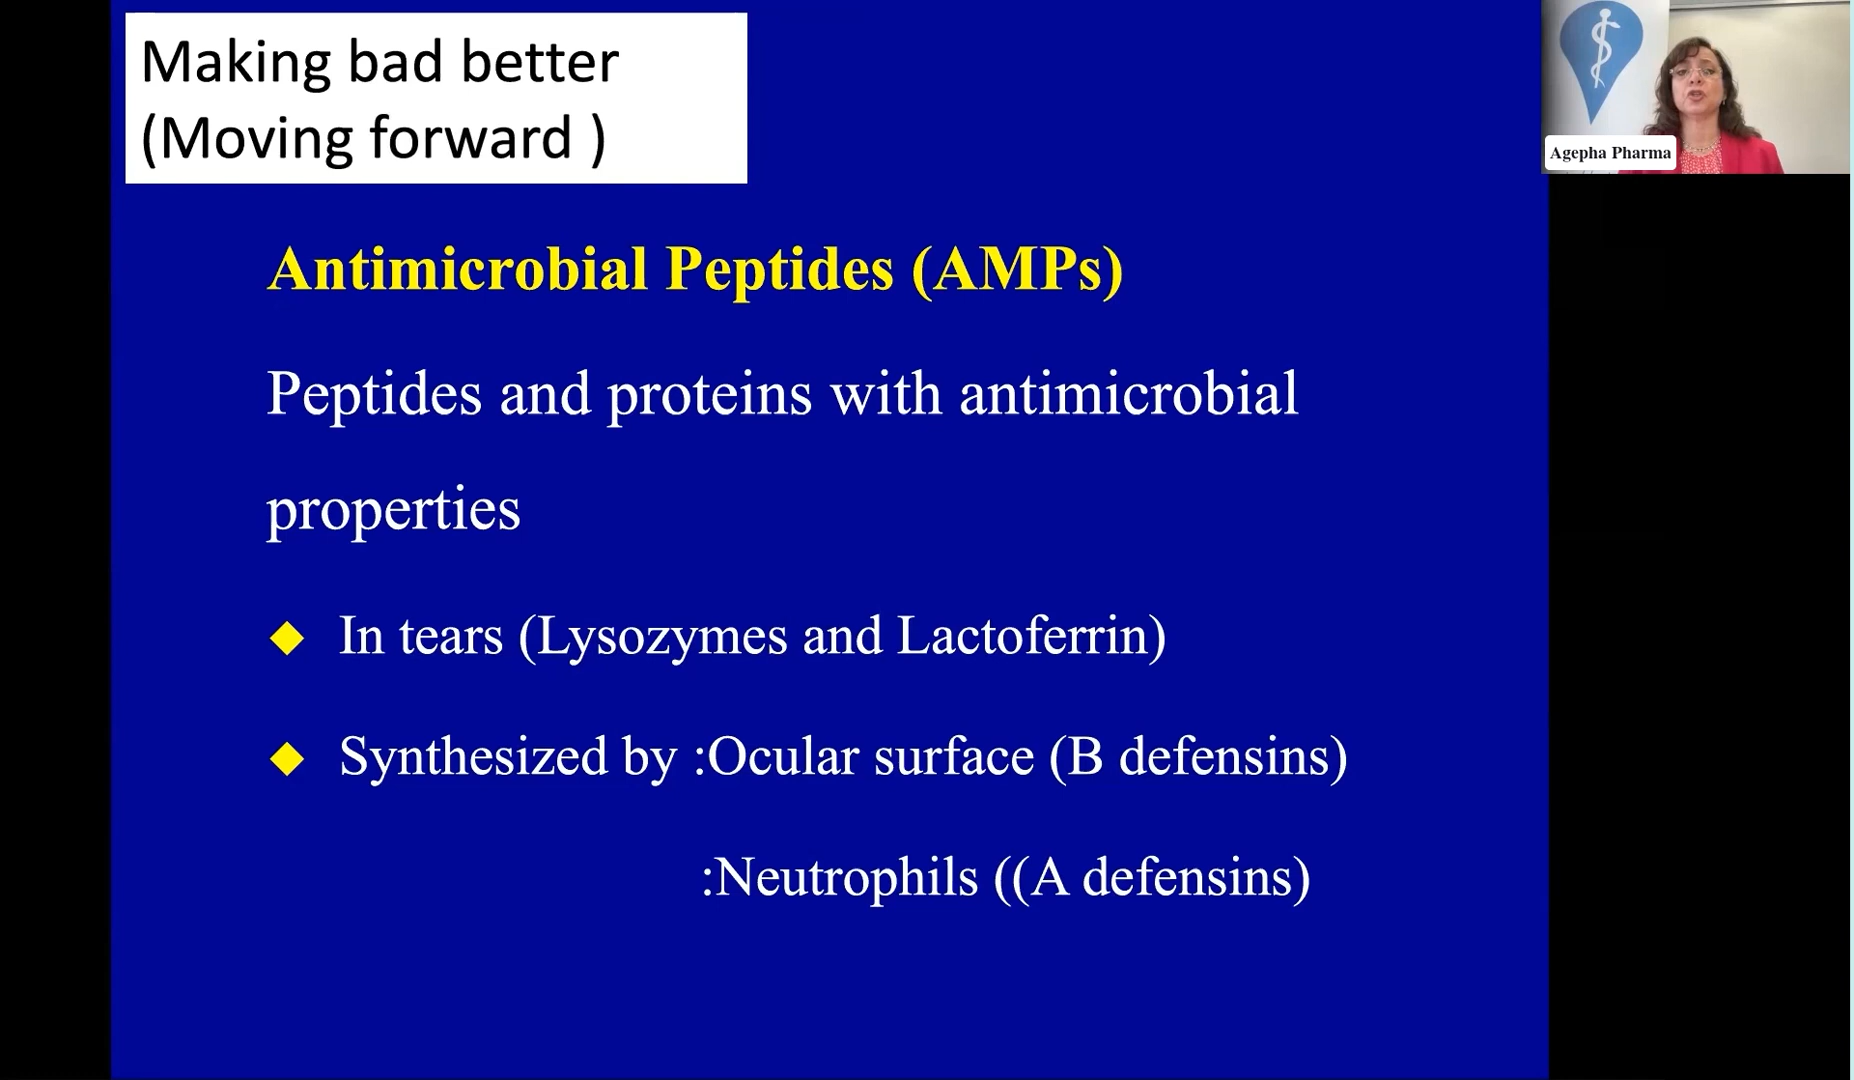 Making bad better
(Moving forward )
Agepha Pharma
Antimicrobial Peptides (AMPs)
Peptides and proteins with antimicrobial
properties
In tears (Lysozymes and Lactoferrin)
Synthesized by :Ocular surface (B defensins)
:Neutrophils ((A defensins)